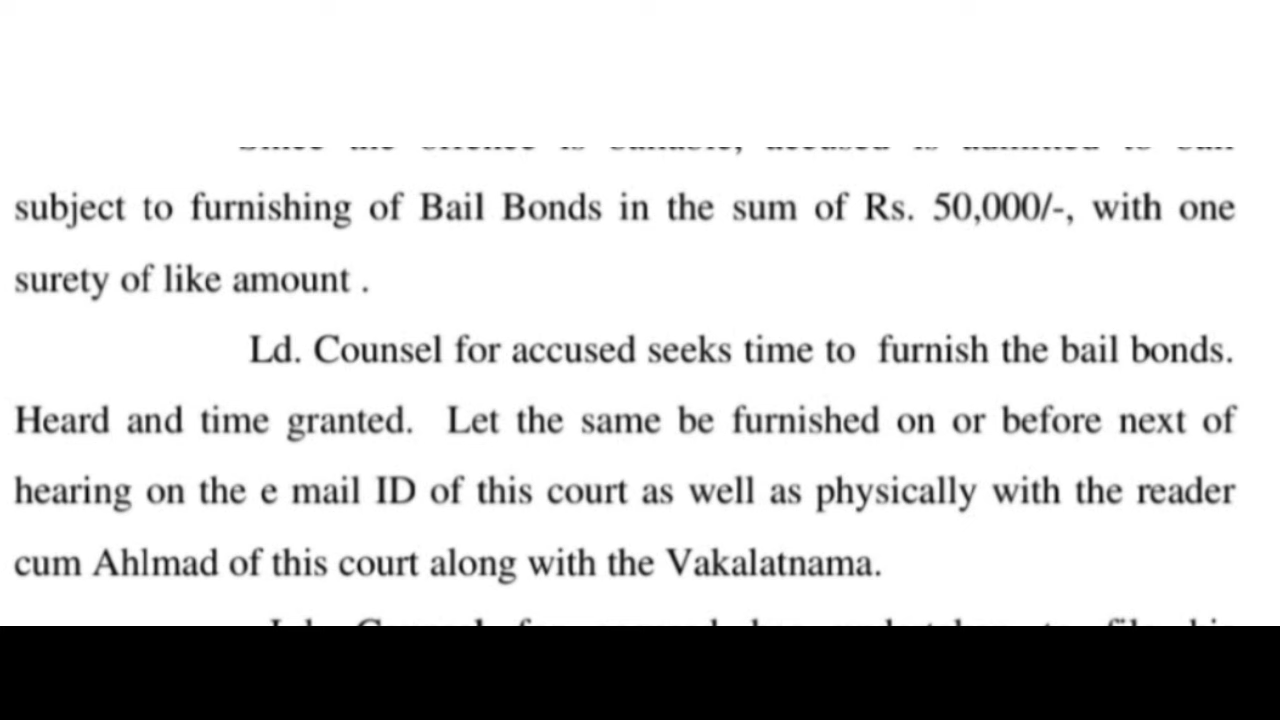 subject to furnishing of Bail Bonds in the sum of Rs. 50,000/-, with one
surety of like amount .
Ld. Counsel for accused seeks time to furnish the bail bonds.
Heard and time granted. Let the same be furnished on or before next of
hearing on the e mail ID of this court as well as physically with the reader
cum Ahlmad of this court along with the Vakalatnama.